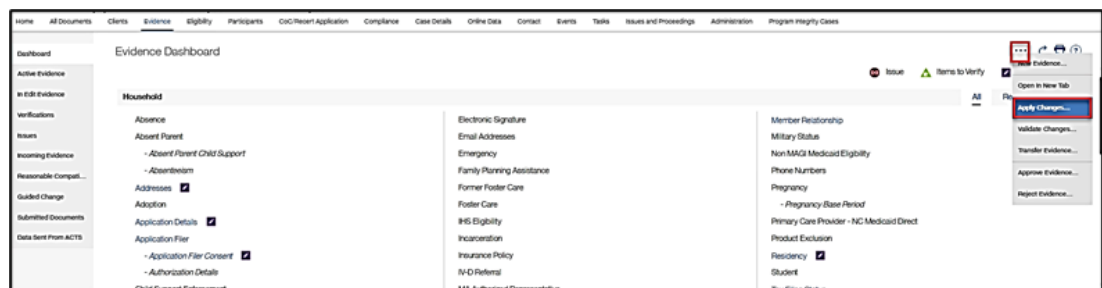 Home All Documents Clients Evidence Eligibility Participants CoC/Recert Application Compliance Case Details Online Data Contact Events Tasks Issues and Proceedings Administration Program Integrity Cases
Dashboard
Active Evidence
In Edit Evidence
Verifications
Issues
Incoming Evidence
Reasonable Compati...
Guided Change
Submitted Documents
Data Sent From ACTS
Evidence Dashboard
Issue Items to Verify
Household All
Absence
Absent Parent
- Absent Parent Child Support
- Absenteeism
Addresses
Adoption
Application Details
Application Filer
- Application Filer Consent
- Authorization Details
Electronic Signature
Email Addresses
Emergency
Family Planning Assistance
Former Foster Care
Foster Care
IHS Eligibility
Incarceration
Insurance Policy
IV-D Referral
Member Relationship
Military Status
Non MAGI Medicaid Eligibility
Phone Numbers
Pregnancy
- Pregnancy Base Period
Primary Care Provider - NC Medicaid Direct
Product Exclusion
Residency
Student
New Evidence...
Open In New Tab
Apply Changes...
Validate Changes...
Transfer Evidence...
Approve Evidence...
Reject Evidence...